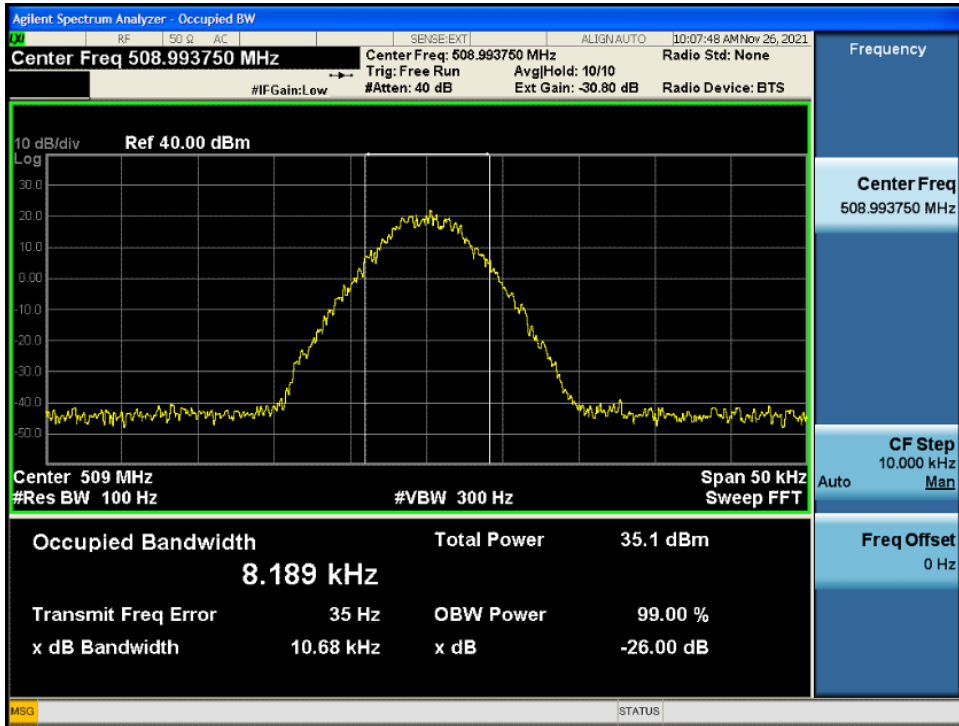 Agilent Spectrum Analyzer - Occupied BW
LXI RF 50 Ω AC SENSE:EXT ALIGN AUTO 10:07:48 AM Nov 26, 2021
Center Freq 508.993750 MHz
#IFGain:Low
Center Freq: 508.993750 MHz
Trig: Free Run Avg|Hold: 10/10
#Atten: 40 dB Ext Gain: -30.80 dB
Radio Std: None
Radio Device: BTS
10 dB/div Ref 40.00 dBm
Log
30.0
20.0
10.0
0.00
-10.0
-20.0
-30.0
-40.0
-50.0
Center 509 MHz Span 50 kHz
#Res BW 100 Hz #VBW 300 Hz Sweep FFT
Occupied Bandwidth Total Power 35.1 dBm
8.189 kHz
Transmit Freq Error 35 Hz OBW Power 99.00 %
x dB Bandwidth 10.68 kHz x dB -26.00 dB
Frequency
Center Freq
508.993750 MHz
CF Step
10.000 kHz
Auto Man
Freq Offset
0 Hz
MSG STATUS